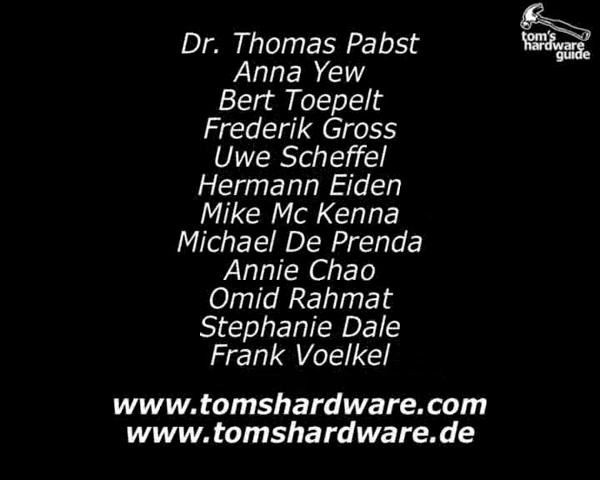 tom's
hardware
guide
Dr. Thomas Pabst
Anna Yew
Bert Toepelt
Frederik Gross
Uwe Scheffel
Hermann Eiden
Mike Mc Kenna
Michael De Prenda
Annie Chao
Omid Rahmat
Stephanie Dale
Frank Voelkel
www.tomshardware.com
www.tomshardware.de